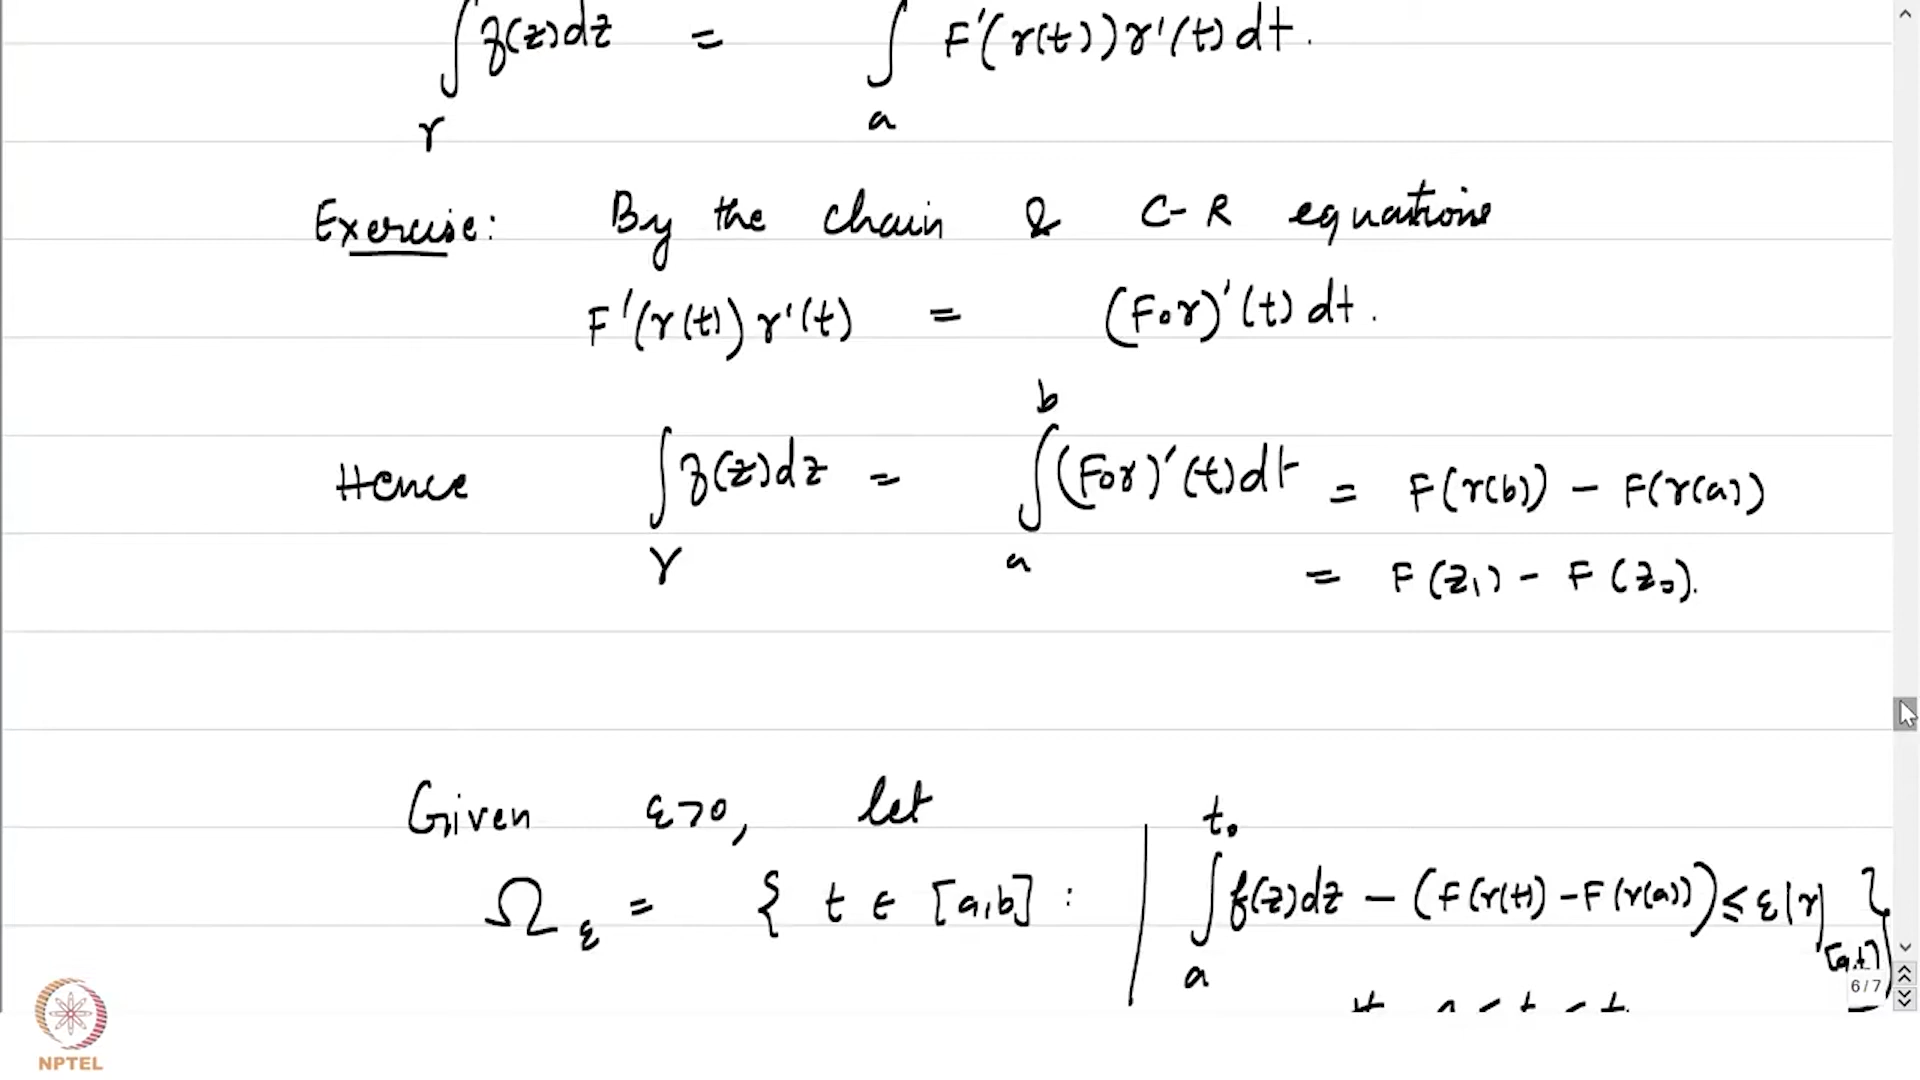 ∫_γ f(z)dz = ∫_a F'(γ(t))γ'(t)dt.
Exercise: By the chain & C-R equations
F'(γ(t))γ'(t) = (F∘γ)'(t)dt.
Hence ∫_γ f(z)dz = ∫_a^b (F∘γ)'(t)dt = F(γ(b)) - F(γ(a))
= F(z₁) - F(z₀).
Given ε>0, let
Ω_ε = { t ∈ [a,b] : | ∫_a^{t₀} f(z)dz - (F(γ(t)) - F(γ(a))) ≤ ε|γ|_{[a,t]} }
6/7
NPTEL